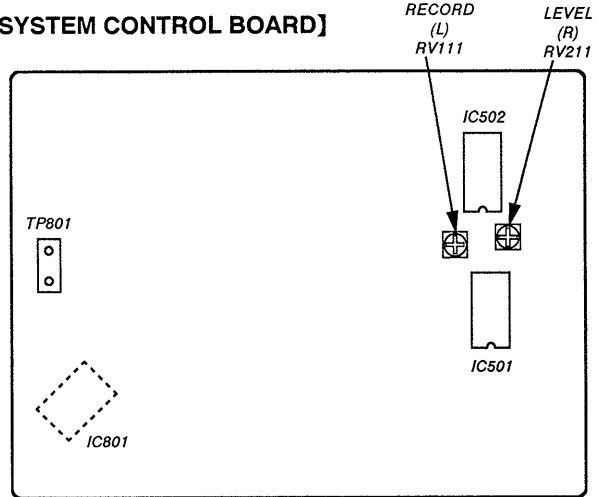 SYSTEM CONTROL BOARD】
RECORD
(L)
RV111
LEVEL
(R)
RV211
IC502
TP801
IC501
IC801